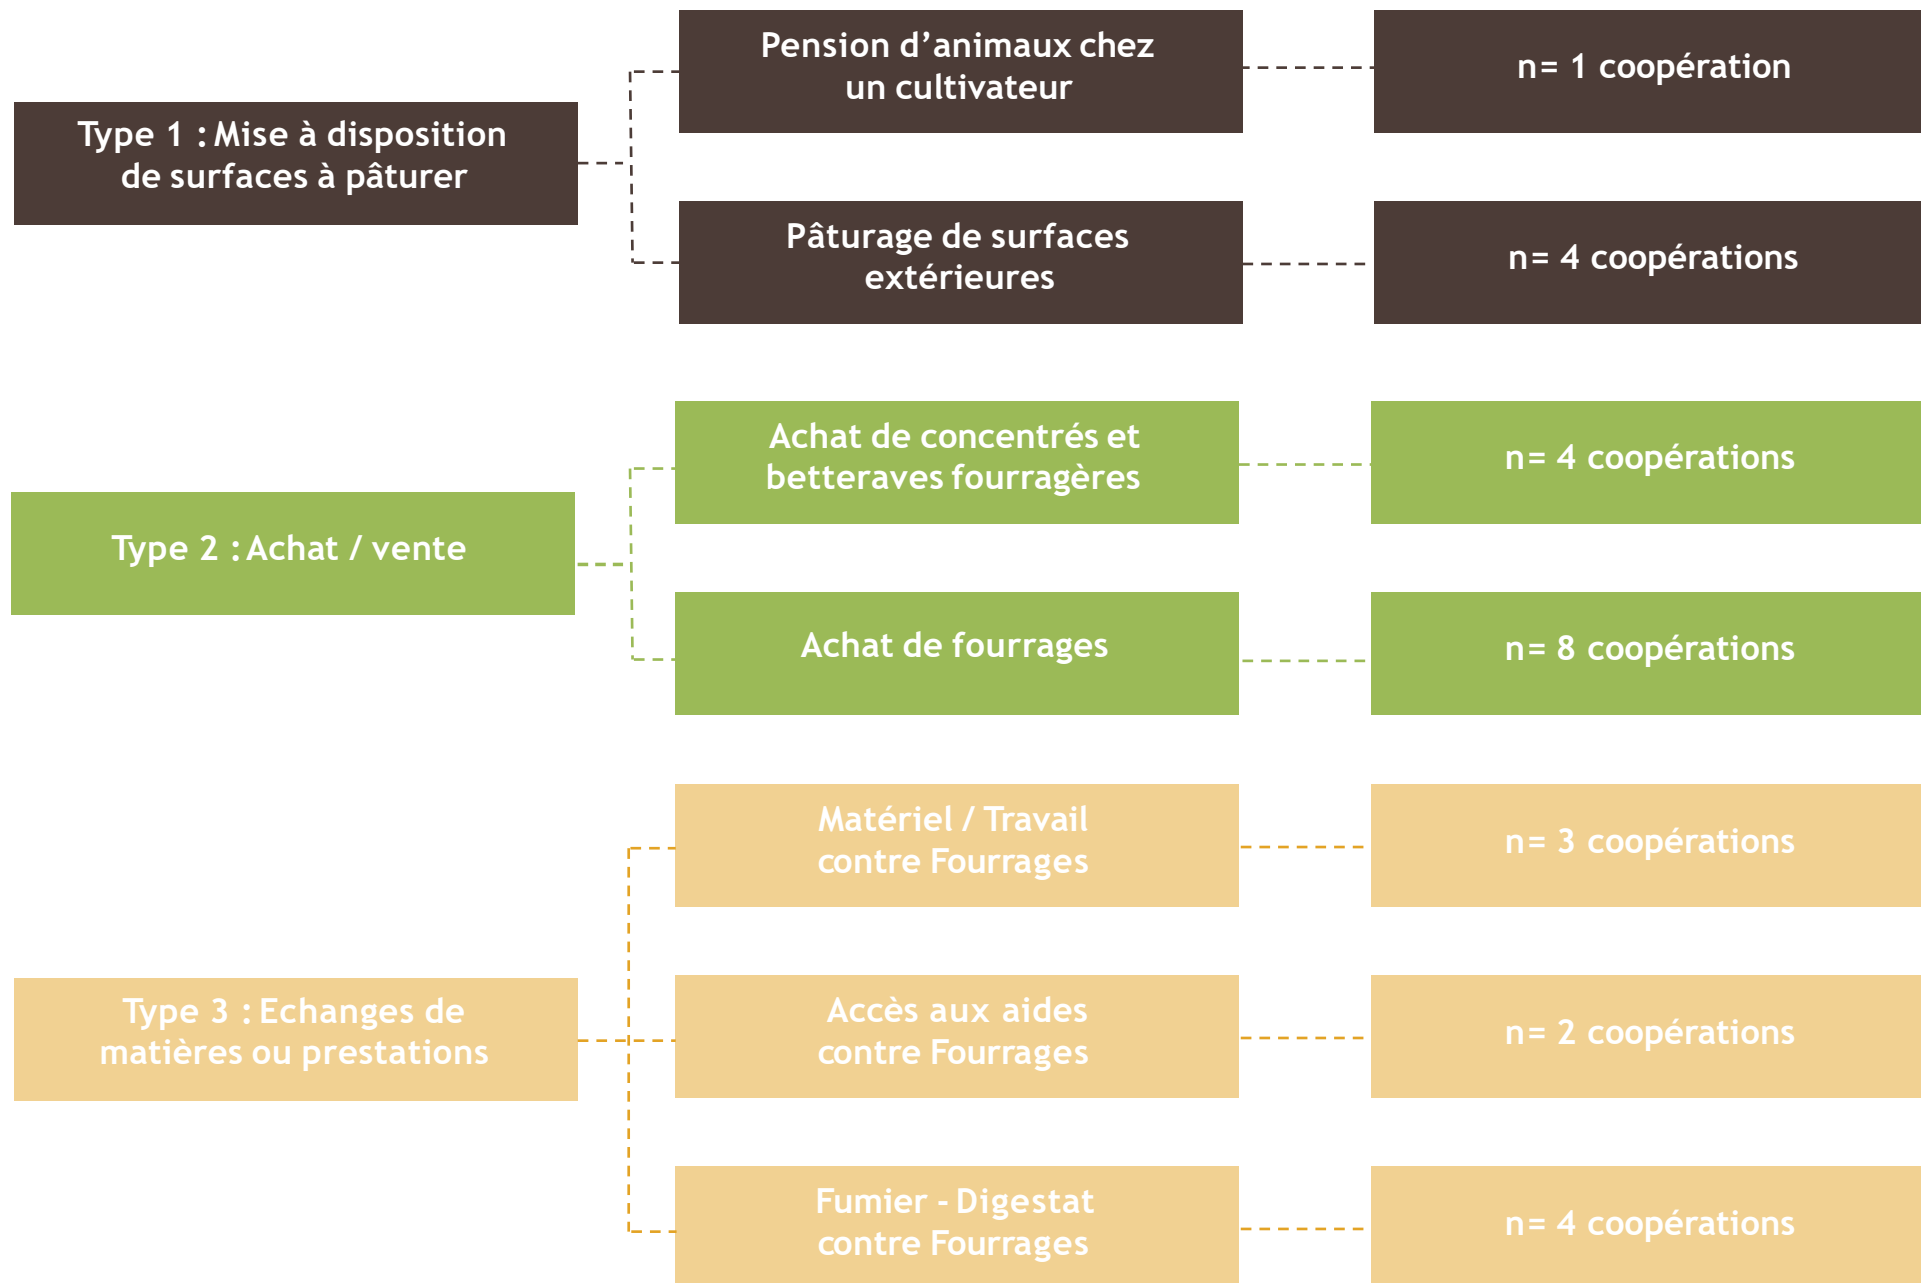 Type 1 : Mise à disposition
de surfaces à pâturer
Pension d’animaux chez
un cultivateur
n= 1 coopération
Pâturage de surfaces
extérieures
n= 4 coopérations
Type 2 : Achat / vente
Achat de concentrés et
betteraves fourragères
n= 4 coopérations
Achat de fourrages
n= 8 coopérations
Type 3 : Echanges de
matières ou prestations
Matériel / Travail
contre Fourrages
n= 3 coopérations
Accès aux aides
contre Fourrages
n= 2 coopérations
Fumier - Digestat
contre Fourrages
n= 4 coopérations